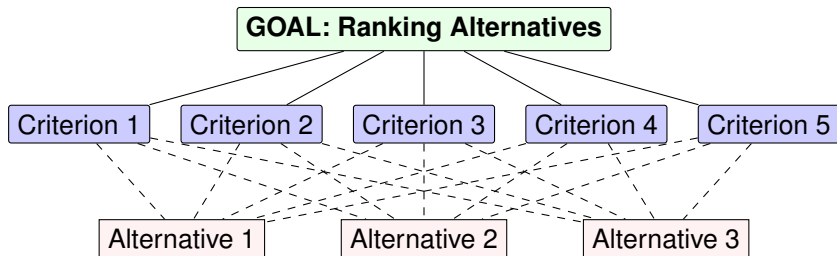 GOAL: Ranking Alternatives
Criterion 1 Criterion 2 Criterion 3 Criterion 4 Criterion 5
Alternative 1 Alternative 2 Alternative 3